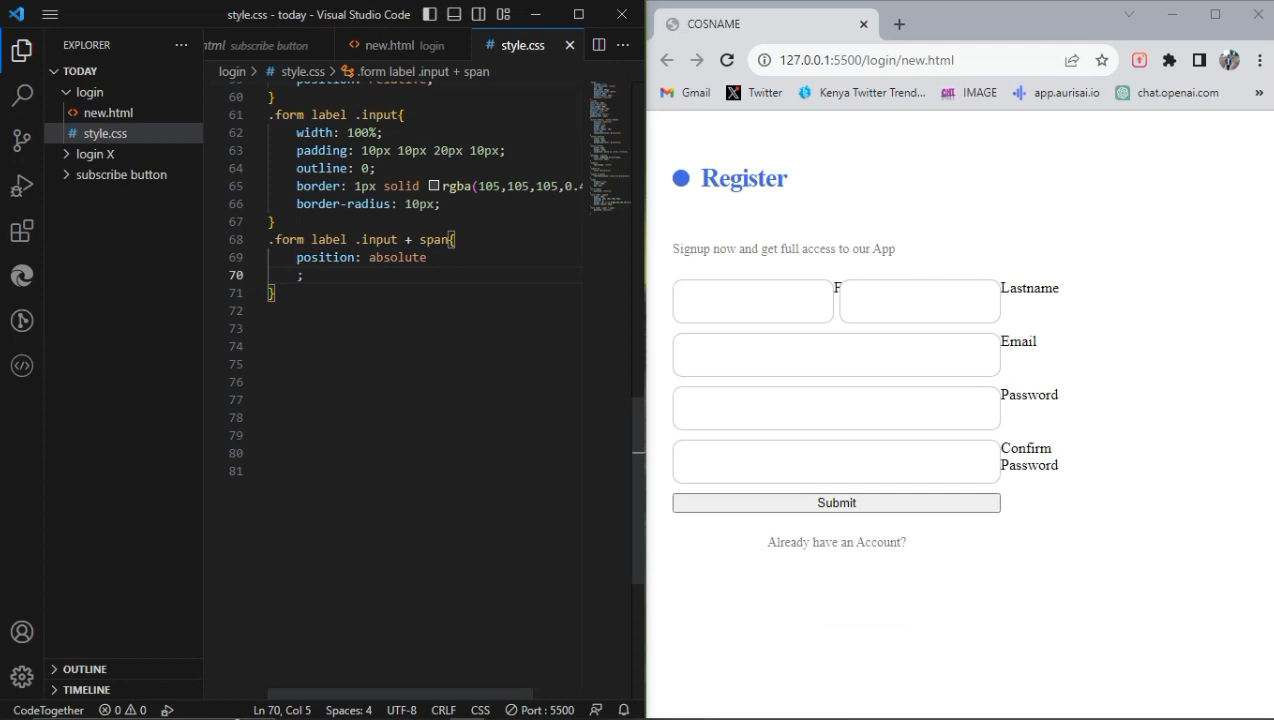 style.css - today - Visual Studio Code
EXPLORER
html subscribe button
new.html login
style.css
TODAY
login
new.html
style.css
login X
subscribe button
OUTLINE
TIMELINE
login > style.css > .form label .input + span
position: relative;
60 }
61 .form label .input{
62 width: 100%;
63 padding: 10px 10px 20px 10px;
64 outline: 0;
65 border: 1px solid rgba(105,105,105,0.4
66 border-radius: 10px;
67 }
68 .form label .input + span{
69 position: absolute
70 ;
71 }
72
73
74
75
76
77
78
79
80
81
CodeTogether 0 0 Ln 70, Col 5 Spaces: 4 UTF-8 CRLF CSS Port : 5500
COSNAME
127.0.0.1:5500/login/new.html
Gmail Twitter Kenya Twitter Trend... IMAGE app.aurisai.io chat.openai.com »
Register
Signup now and get full access to our App
F
Lastname
Email
Password
Confirm
Password
Submit
Already have an Account?